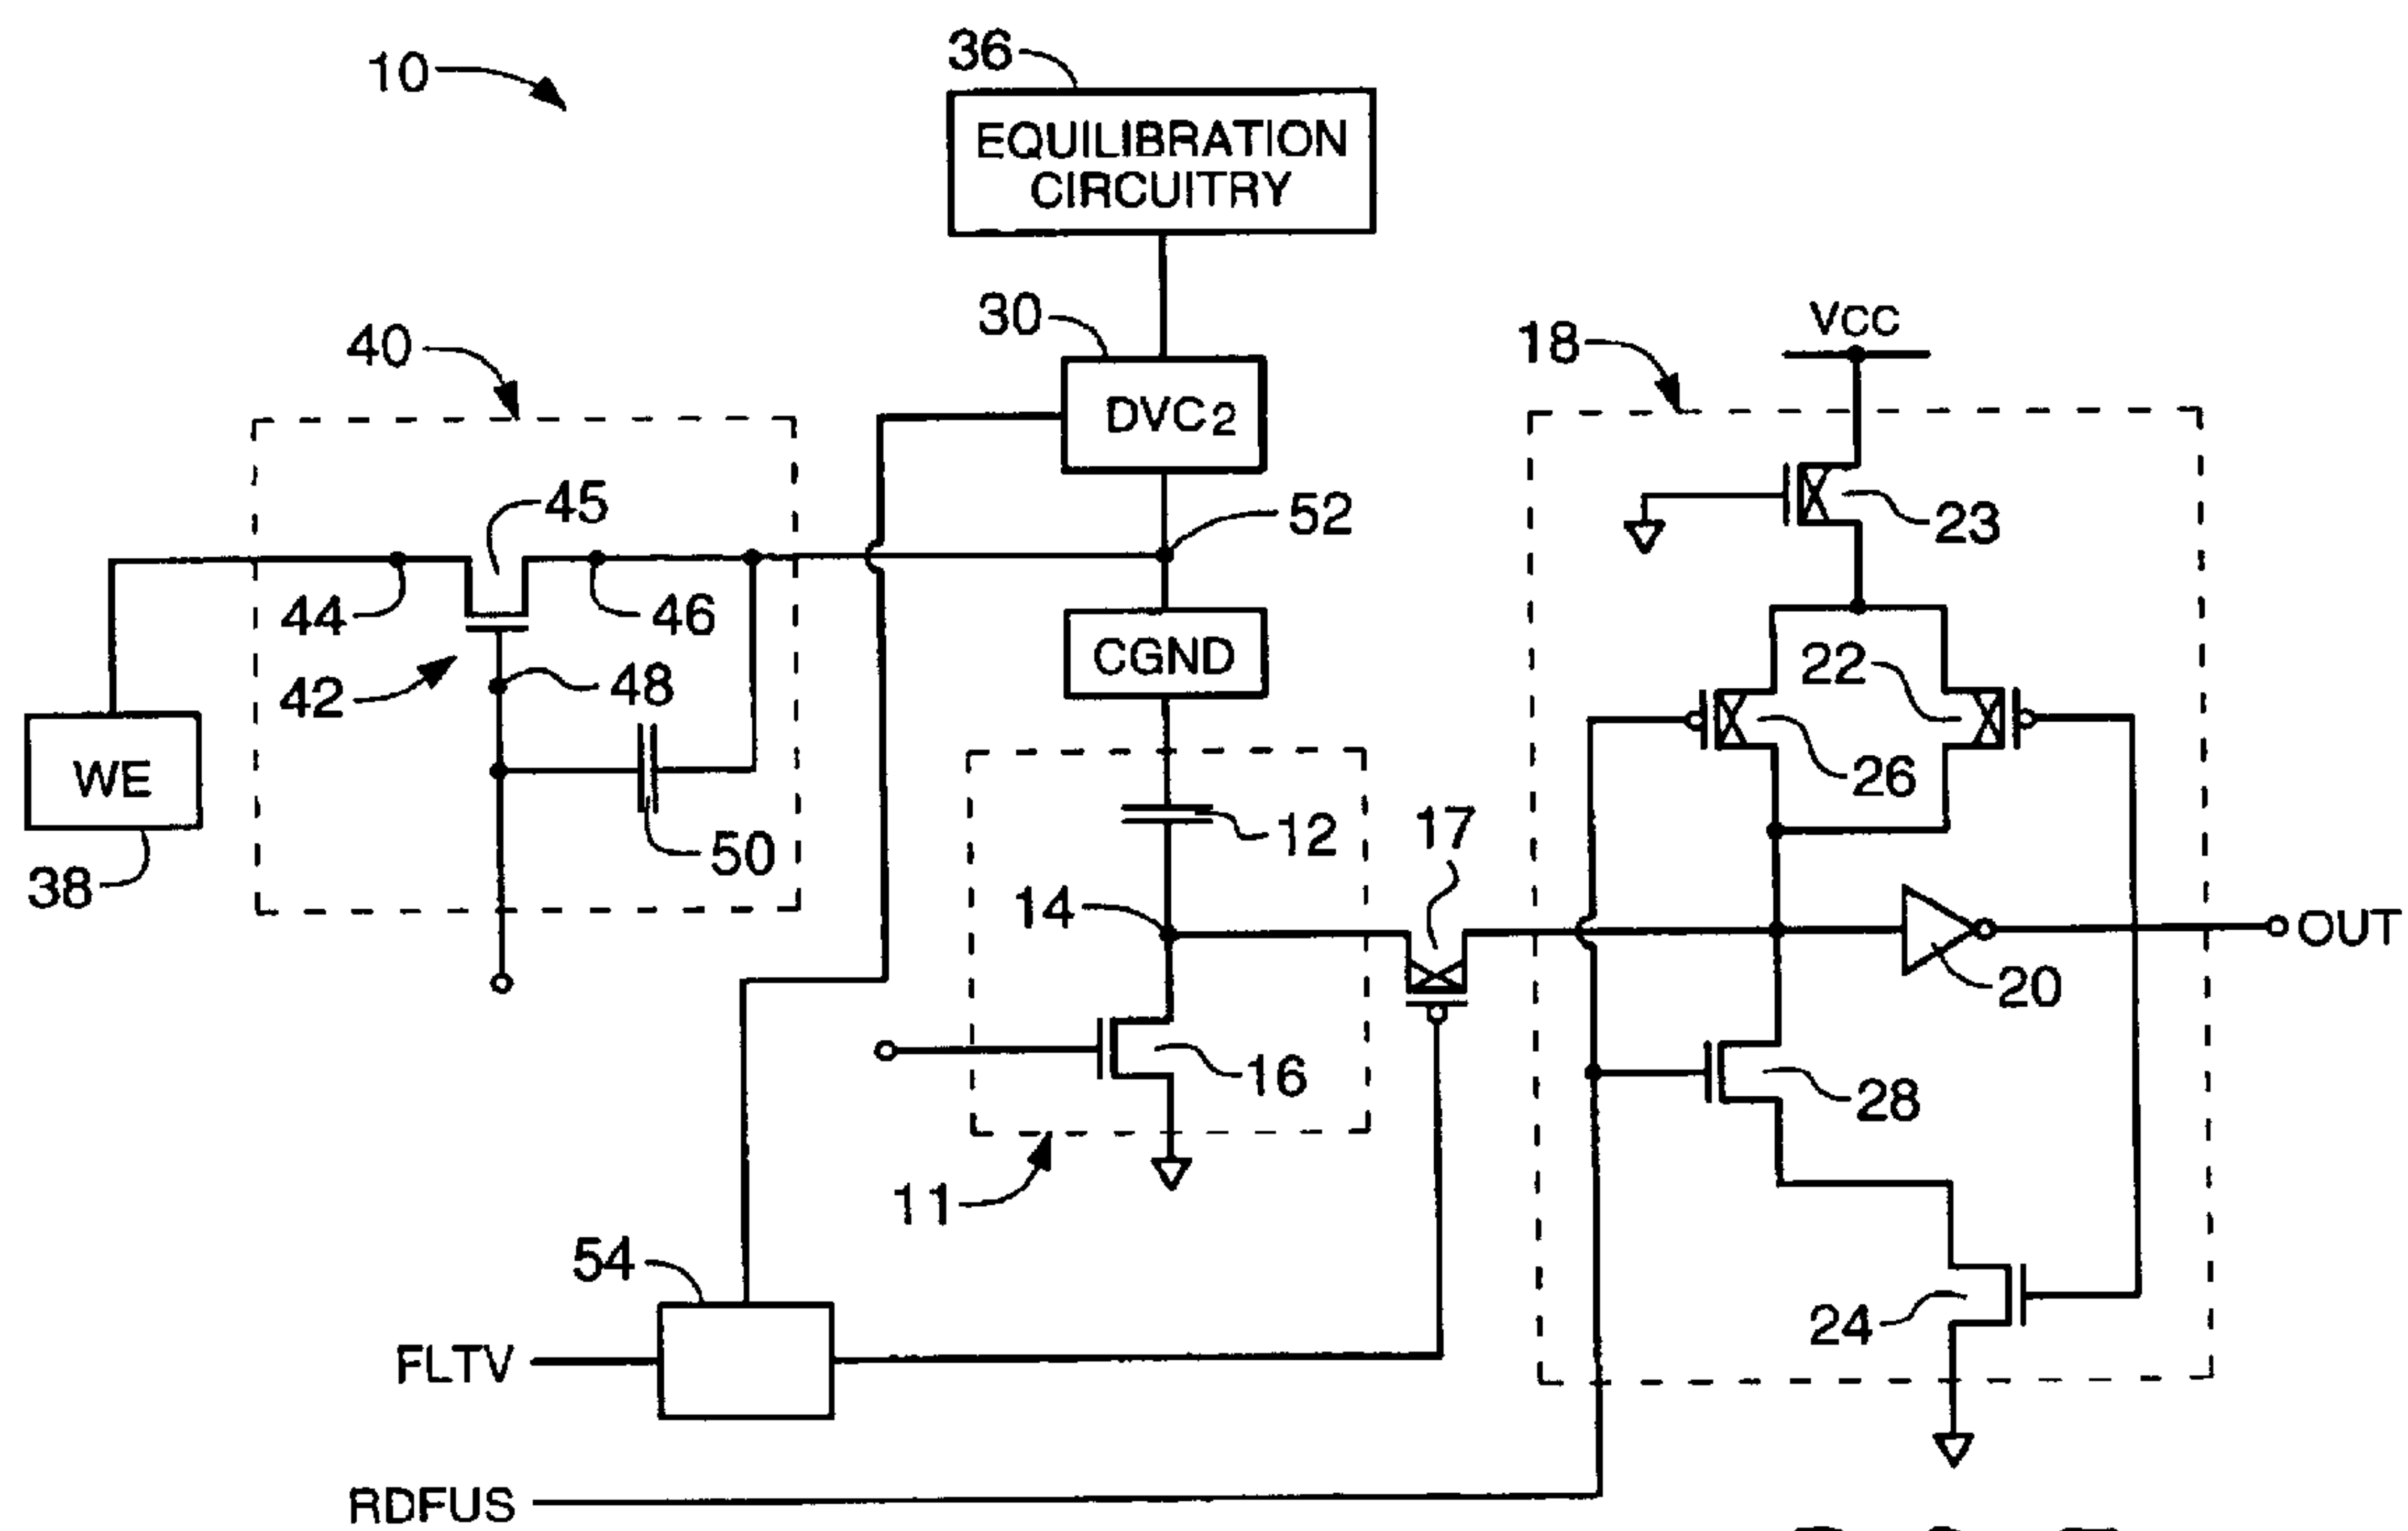 10
36
EQUILIBRATION
CIRCUITRY
30
DVC2
40
18
VCC
45
52
23
44
46
CGND
22
42
48
26
WE
12
17
50
38
14
OUT
20
16
28
11
54
24
FLTV
RDFUS